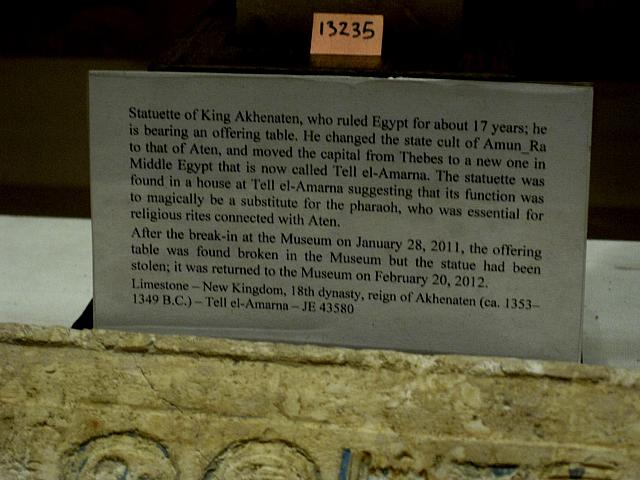 13235
Statuette of King Akhenaten, who ruled Egypt for about 17 years; he
is bearing an offering table. He changed the state cult of Amun_Ra
to that of Aten, and moved the capital from Thebes to a new one in
Middle Egypt that is now called Tell el-Amarna. The statuette was
found in a house at Tell el-Amarna suggesting that its function was
to magically be a substitute for the pharaoh, who was essential for
religious rites connected with Aten.
After the break-in at the Museum on January 28, 2011, the offering
table was found broken in the Museum but the statue had been
stolen; it was returned to the Museum on February 20, 2012.
Limestone – New Kingdom, 18th dynasty, reign of Akhenaten (ca. 1353–
1349 B.C.) – Tell el-Amarna – JE 43580